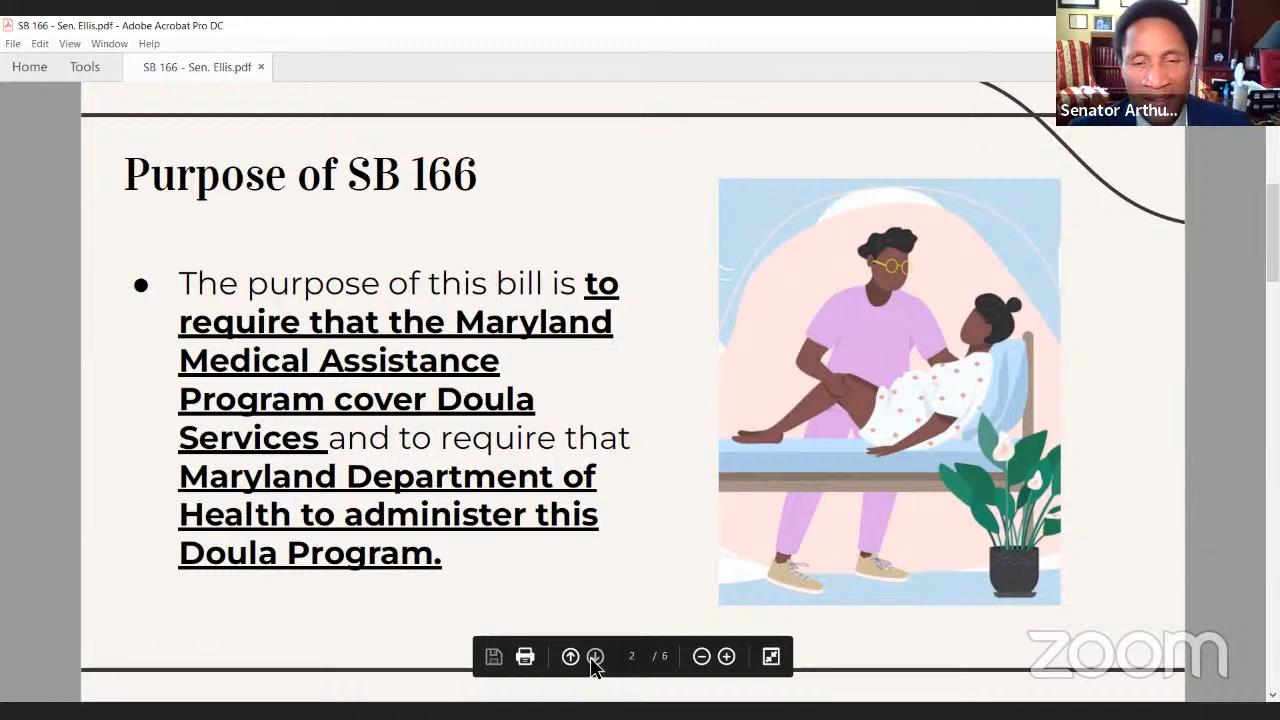 SB 166 - Sen. Ellis.pdf - Adobe Acrobat Pro DC
File Edit View Window Help
Home Tools SB 166 - Sen. Ellis.pdf ×
Senator Arthu...
Purpose of SB 166
● The purpose of this bill is to
require that the Maryland
Medical Assistance
Program cover Doula
Services and to require that
Maryland Department of
Health to administer this
Doula Program.
2 / 6
zoom